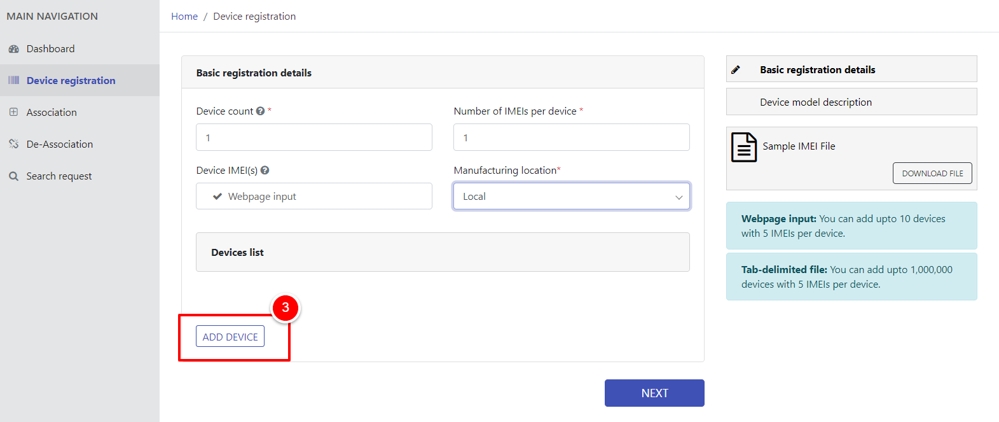 MAIN NAVIGATION
Dashboard
Device registration
Association
De-Association
Search request
Home / Device registration
Basic registration details
Device count ? *
Number of IMEIs per device *
1
1
Device IMEI(s) ?
Manufacturing location*
Webpage input
Local
Devices list
3
ADD DEVICE
NEXT
Basic registration details
Device model description
Sample IMEI File
DOWNLOAD FILE
Webpage input: You can add upto 10 devices
with 5 IMEIs per device.
Tab-delimited file: You can add upto 1,000,000
devices with 5 IMEIs per device.